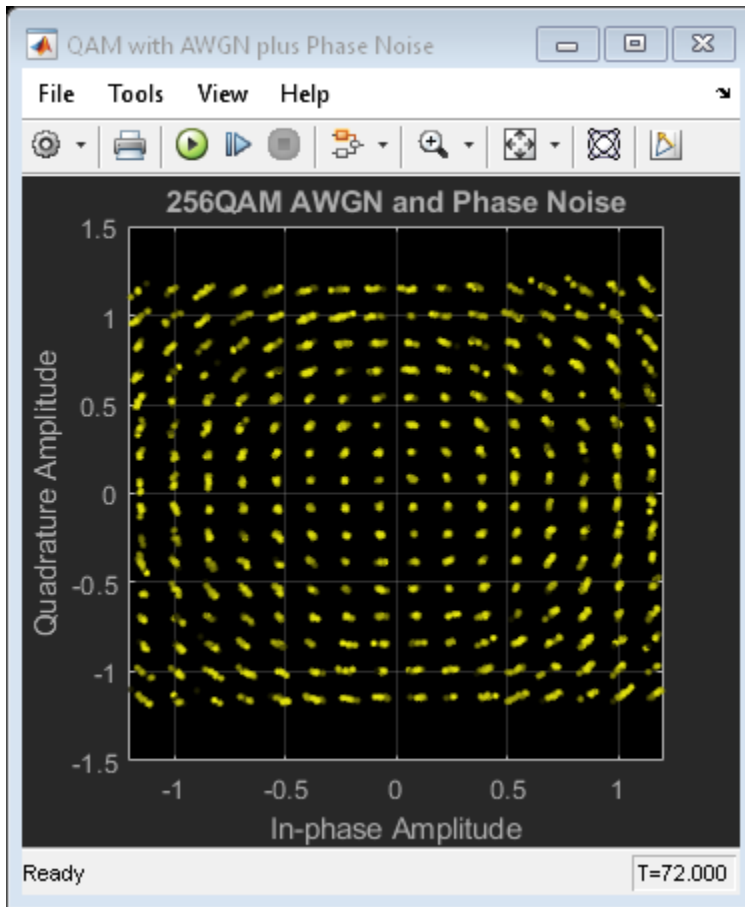 QAM with AWGN plus Phase Noise
File Tools View Help
256QAM AWGN and Phase Noise
1.5
1
0.5
0
-0.5
-1
-1.5
Quadrature Amplitude
-1 -0.5 0 0.5 1
In-phase Amplitude
Ready T=72.000